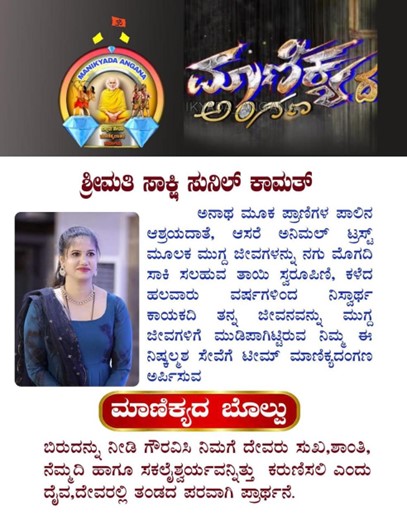 MANIKYADA ANGANA
ಮಾಣಿಕ್ಯದ
ಅಂಗಣ
ಶ್ರೀಮತಿ ಸಾಕ್ಷಿ ಸುನಿಲ್ ಕಾಮತ್
ಅನಾಥ ಮೂಕ ಪ್ರಾಣಿಗಳ ಪಾಲಿನ
ಆಶ್ರಯದಾತೆ, ಆಸರೆ ಅನಿಮಲ್ ಟ್ರಸ್ಟ್
ಮೂಲಕ ಮುಗ್ದ ಜೀವಗಳನ್ನು ನಗು ಮೊಗದಿ
ಸಾಕಿ ಸಲಹುವ ತಾಯಿ ಸ್ವರೂಪಿಣಿ, ಕಳೆದ
ಹಲವಾರು ವರ್ಷಗಳಿಂದ ನಿಸ್ವಾರ್ಥ
ಕಾಯಕದಿ ತನ್ನ ಜೀವನವನ್ನು ಮುಗ್ದ
ಜೀವಗಳಿಗೆ ಮುಡಿಪಾಗಿಟ್ಟಿರುವ ನಿಮ್ಮ ಈ
ನಿಷ್ಕಲ್ಮಶ ಸೇವೆಗೆ ಟೀಮ್ ಮಾಣಿಕ್ಯದಂಗಣ
ಅರ್ಪಿಸುವ
ಮಾಣಿಕ್ಯದ ಬೊಲ್ಪು
ಬಿರುದನ್ನು ನೀಡಿ ಗೌರವಿಸಿ ನಿಮಗೆ ದೇವರು ಸುಖ,ಶಾಂತಿ,
ನೆಮ್ಮದಿ ಹಾಗೂ ಸಕಲೈಶ್ವರ್ಯವನ್ನಿತ್ತು ಕರುಣಿಸಲಿ ಎಂದು
ದೈವ,ದೇವರಲ್ಲಿ ತಂಡದ ಪರವಾಗಿ ಪ್ರಾರ್ಥನೆ.